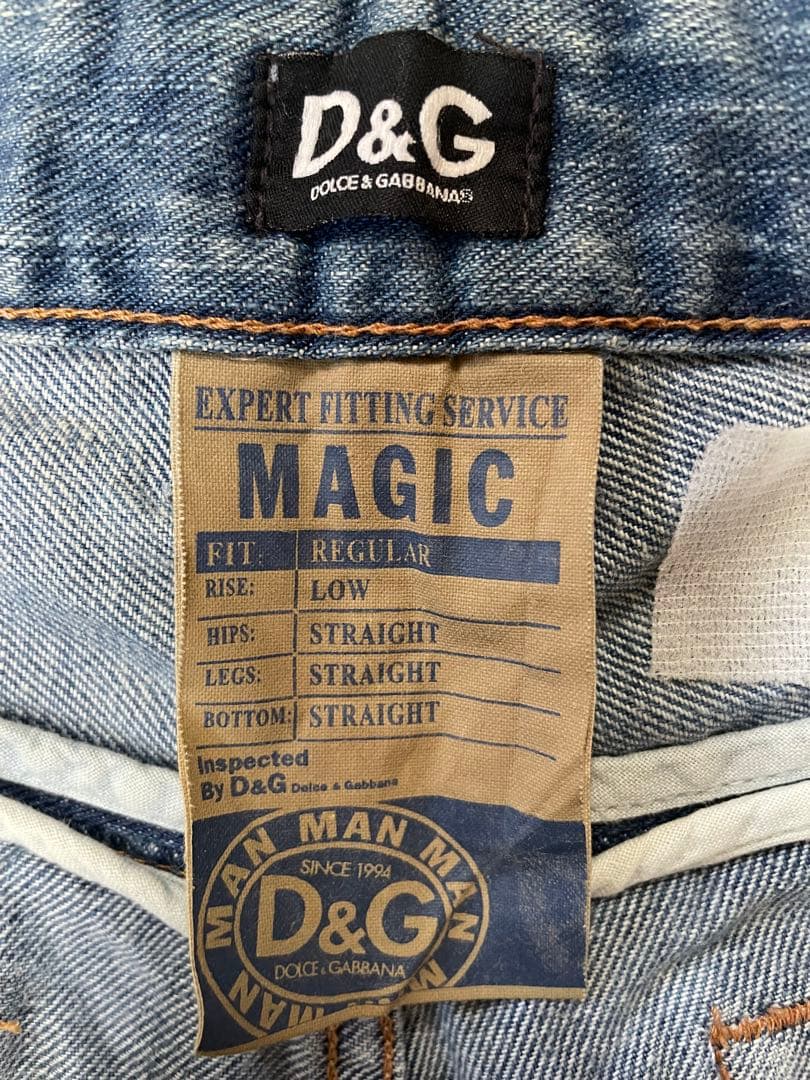 D&G
DOLCE & GABBANA®
EXPERT FITTING SERVICE
MAGIC
FIT: REGULAR
RISE: LOW
HIPS: STRAIGHT
LEGS: STRAIGHT
BOTTOM: STRAIGHT
Inspected
By D&G Dolce & Gabbana
MAN MAN MAN MAN MAN MAN
SINCE 1994
D&G
DOLCE & GABBANA